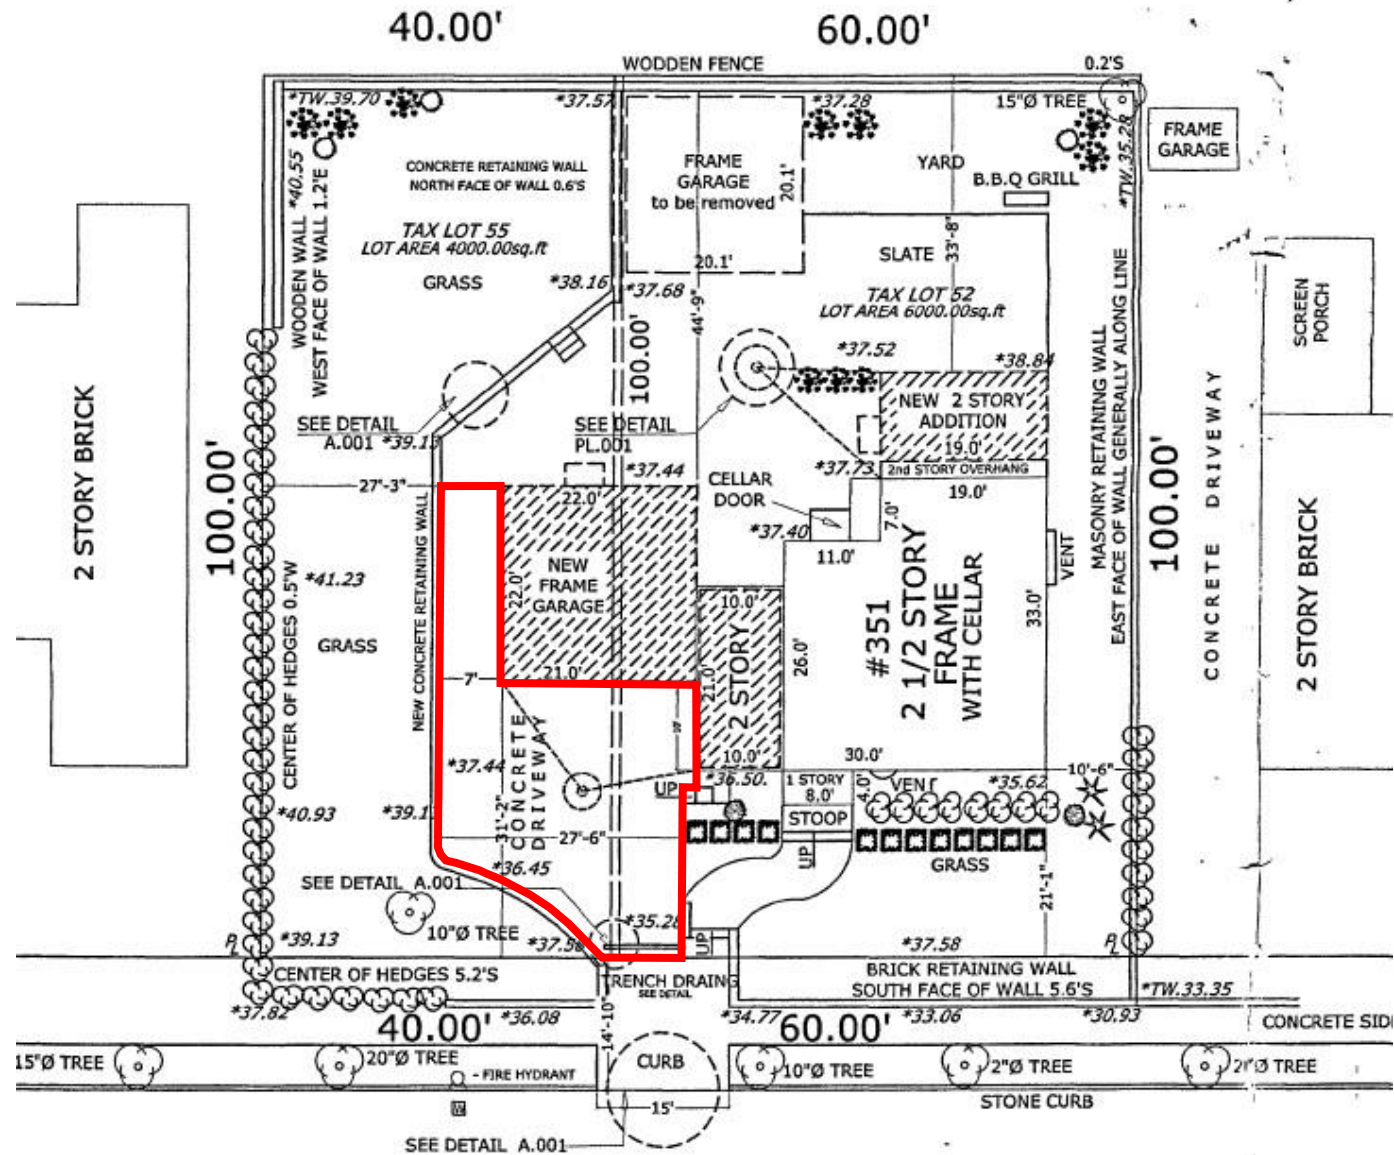 40.00'
60.00'
WODDEN FENCE
0.2'S
*TW.39.70
*37.57
*37.28
15"Ø TREE
*TW.35.28
FRAME
GARAGE
CONCRETE RETAINING WALL
NORTH FACE OF WALL 0.6'S
FRAME
GARAGE
to be removed
20.1'
20.1'
YARD
B.B.Q GRILL
*40.55
WOODEN WALL
WEST FACE OF WALL 1.2'E
TAX LOT 55
LOT AREA 4000.00sq.ft
GRASS
*38.16
*37.68
44'-9"
33'-8"
SLATE
TAX LOT 52
LOT AREA 6000.00sq.ft
SCREEN
PORCH
100.00'
*37.52
*38.84
MASONRY RETAINING WALL
EAST FACE OF WALL GENERALLY ALONG LINE
CONCRETE DRIVEWAY
2 STORY BRICK
SEE DETAIL
A.001
*39.13
SEE DETAIL
PL.001
NEW 2 STORY
ADDITION
19.0'
2nd STORY OVERHANG
19.0'
*37.44
*37.73
CELLAR
DOOR
7.0'
27'-3"
22.0'
100.00'
100.00'
2 STORY BRICK
*37.40
11.0'
VENT
NEW CONCRETE RETAINING WALL
*41.23
NEW
FRAME
GARAGE
22.0'
10.0'
#351
2 1/2 STORY
FRAME
WITH CELLAR
33.0'
CENTER OF HEDGES 0.5'W
GRASS
7'
21.0'
21.0'
2 STORY
26.0'
CONCRETE
DRIVEWAY
10.0'
30.0'
10'-6"
*37.44
*36.50.
UP
1 STORY
8.0'
4.0'
VENT
*35.62
*40.93
31'-2"
27'-6"
STOOP
UP
GRASS
*36.45
SEE DETAIL A.001
21'-1"
10"Ø TREE
*35.28
UP
*39.13
*37.58
PL
PL
CENTER OF HEDGES 5.2'S
TRENCH DRAING
SEE DETAIL
BRICK RETAINING WALL
SOUTH FACE OF WALL 5.6'S
*TW.33.35
*37.82
40.00'
*36.08
14'-10"
*34.77
60.00'
*33.06
*30.93
CONCRETE SID
15"Ø TREE
20"Ø TREE
- FIRE HYDRANT
CURB
10"Ø TREE
2"Ø TREE
2"Ø TREE
15'
STONE CURB
SEE DETAIL A.001